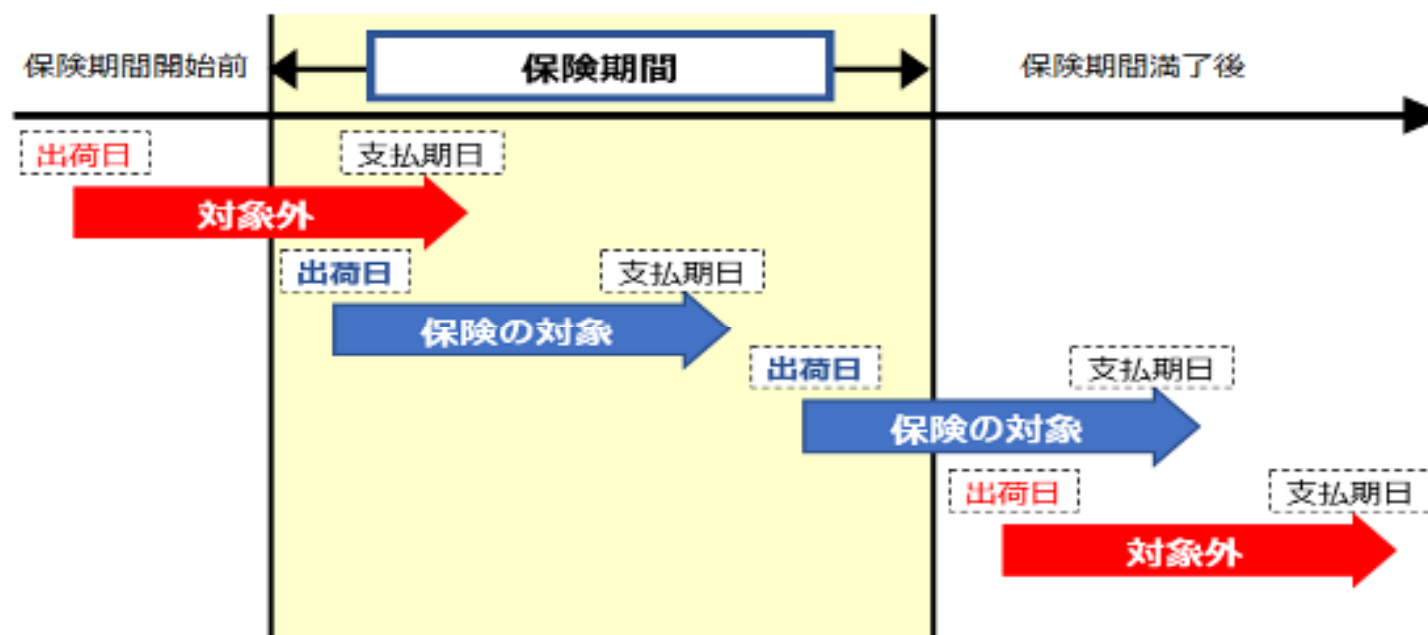 保険期間開始前
保険期間
保険期間満了後
出荷日
支払期日
対象外
出荷日
支払期日
保険の対象
出荷日
支払期日
保険の対象
出荷日
支払期日
対象外